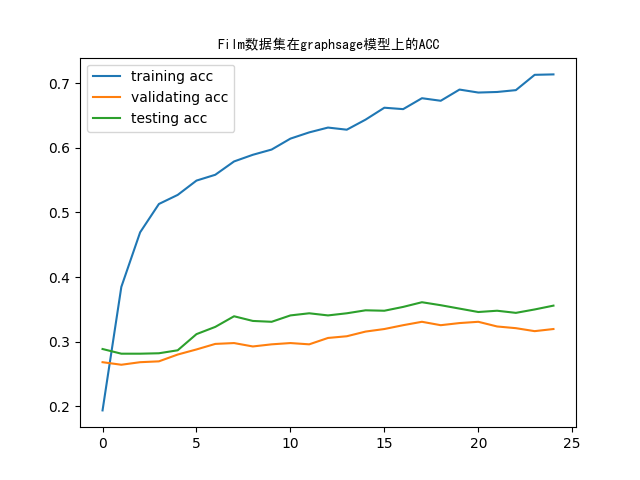 Film数据集在graphsage模型上的ACC
training acc
validating acc
testing acc
0.7
0.6
0.5
0.4
0.3
0.2
0 5 10 15 20 25